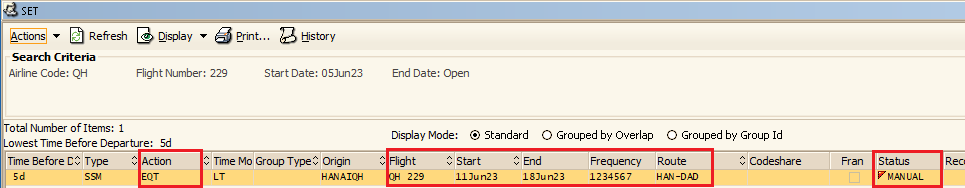 SET
Actions Refresh Display Print... History
Search Criteria
Airline Code: QH Flight Number: 229 Start Date: 05Jun23 End Date: Open
Total Number of Items: 1
Lowest Time Before Departure: 5d
Display Mode: Standard Grouped by Overlap Grouped by Group Id
Time Before D Type Action Time Mo Group Type Origin Flight Start End Frequency Route Codeshare Fran Status Reco
5d SSM EQT LT HANAIQH QH 229 11Jun23 18Jun23 1234567 HAN-DAD MANUAL